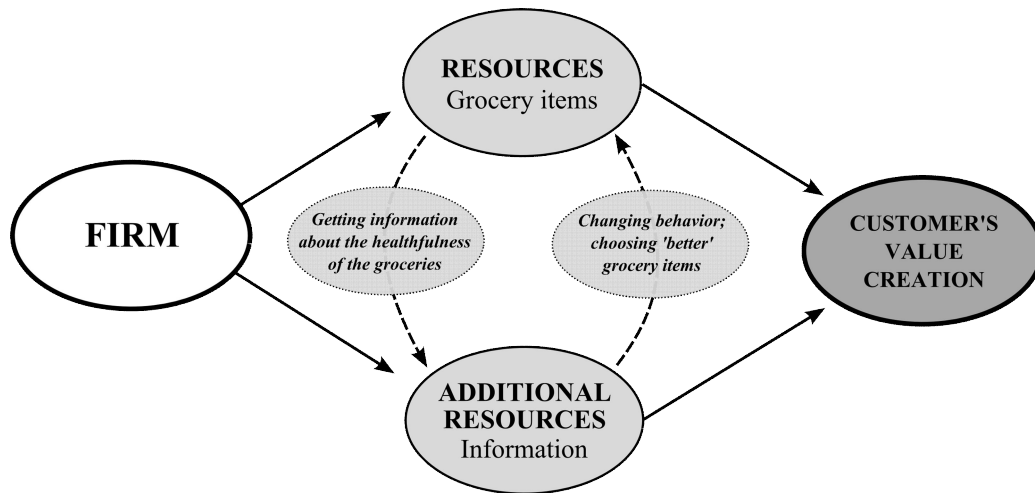 RESOURCES
Grocery items
FIRM
Getting information
about the healthfulness
of the groceries
Changing behavior;
choosing 'better'
grocery items
CUSTOMER'S
VALUE
CREATION
ADDITIONAL
RESOURCES
Information